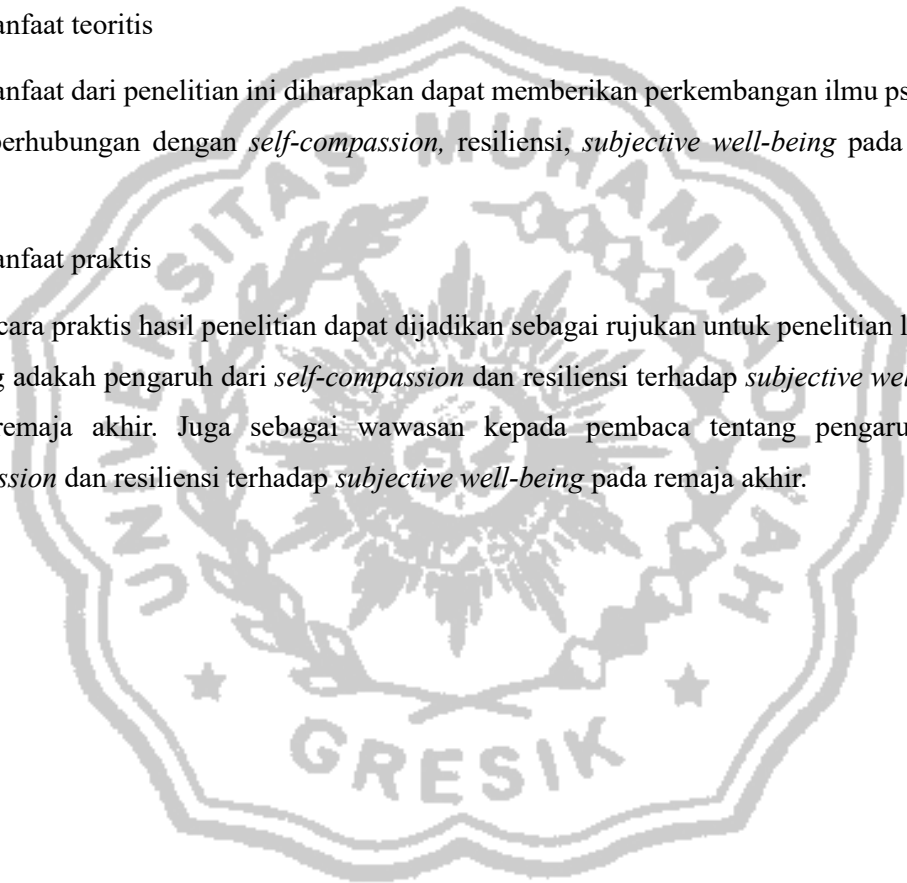 anfaat teoritis
anfaat dari penelitian ini diharapkan dapat memberikan perkembangan ilmu ps
berhubungan dengan self-compassion, resiliensi, subjective well-being pada
anfaat praktis
cara praktis hasil penelitian dapat dijadikan sebagai rujukan untuk penelitian l
g adakah pengaruh dari self-compassion dan resiliensi terhadap subjective wel
remaja akhir. Juga sebagai wawasan kepada pembaca tentang pengaru
ssion dan resiliensi terhadap subjective well-being pada remaja akhir.
UNIVERSITAS MUHAMMADIYAH
GRESIK